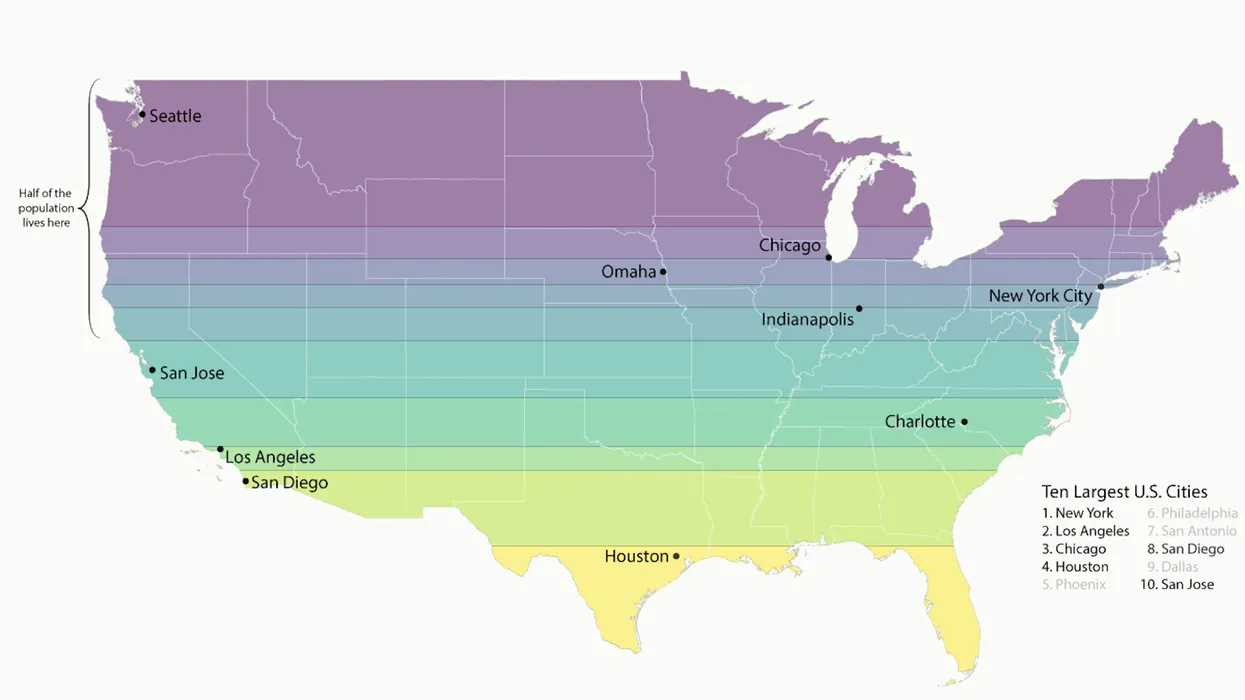 Seattle
Half of the
population
lives here
Chicago
Omaha
New York City
Indianapolis
San Jose
Charlotte
Los Angeles
San Diego
Houston
Ten Largest U.S. Cities
1. New York
2. Los Angeles
3. Chicago
4. Houston
5. Phoenix
6. Philadelphia
7. San Antonio
8. San Diego
9. Dallas
10. San Jose